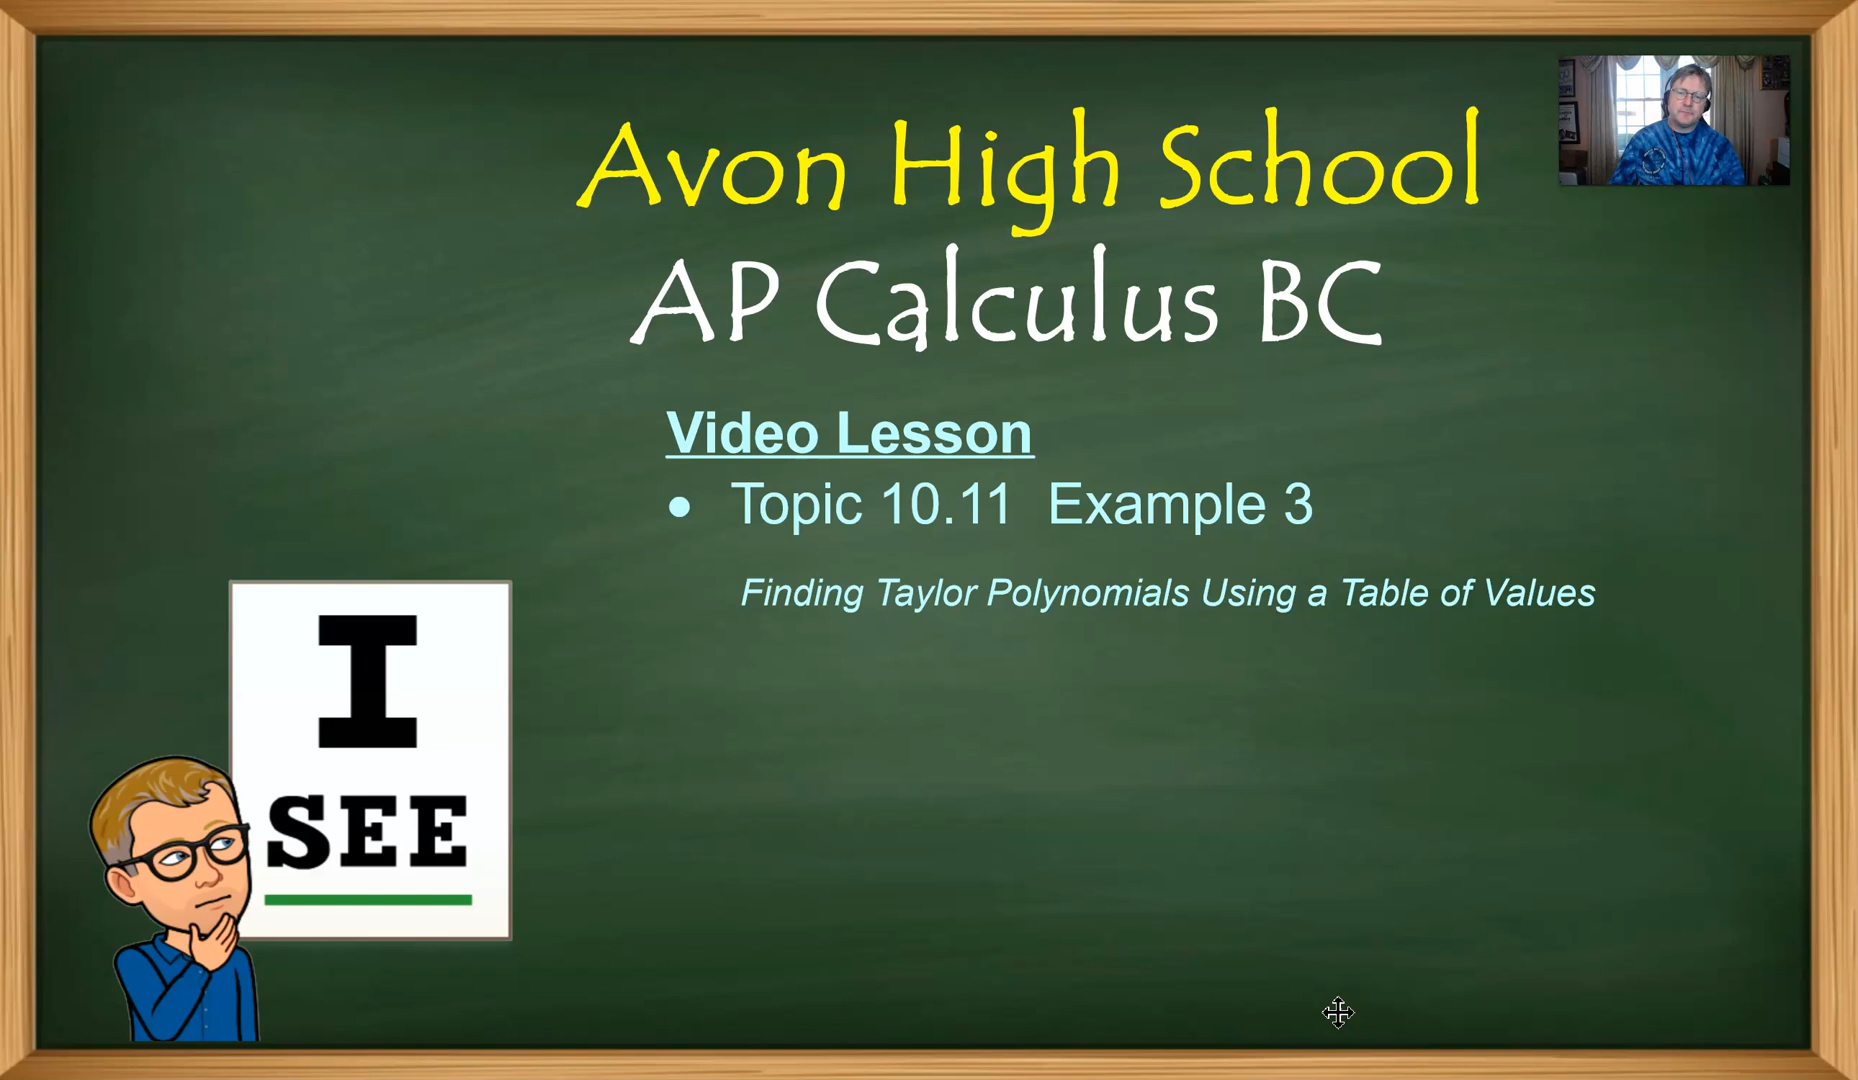 Avon High School
AP Calculus BC
Video Lesson
• Topic 10.11 Example 3
Finding Taylor Polynomials Using a Table of Values
I
SEE